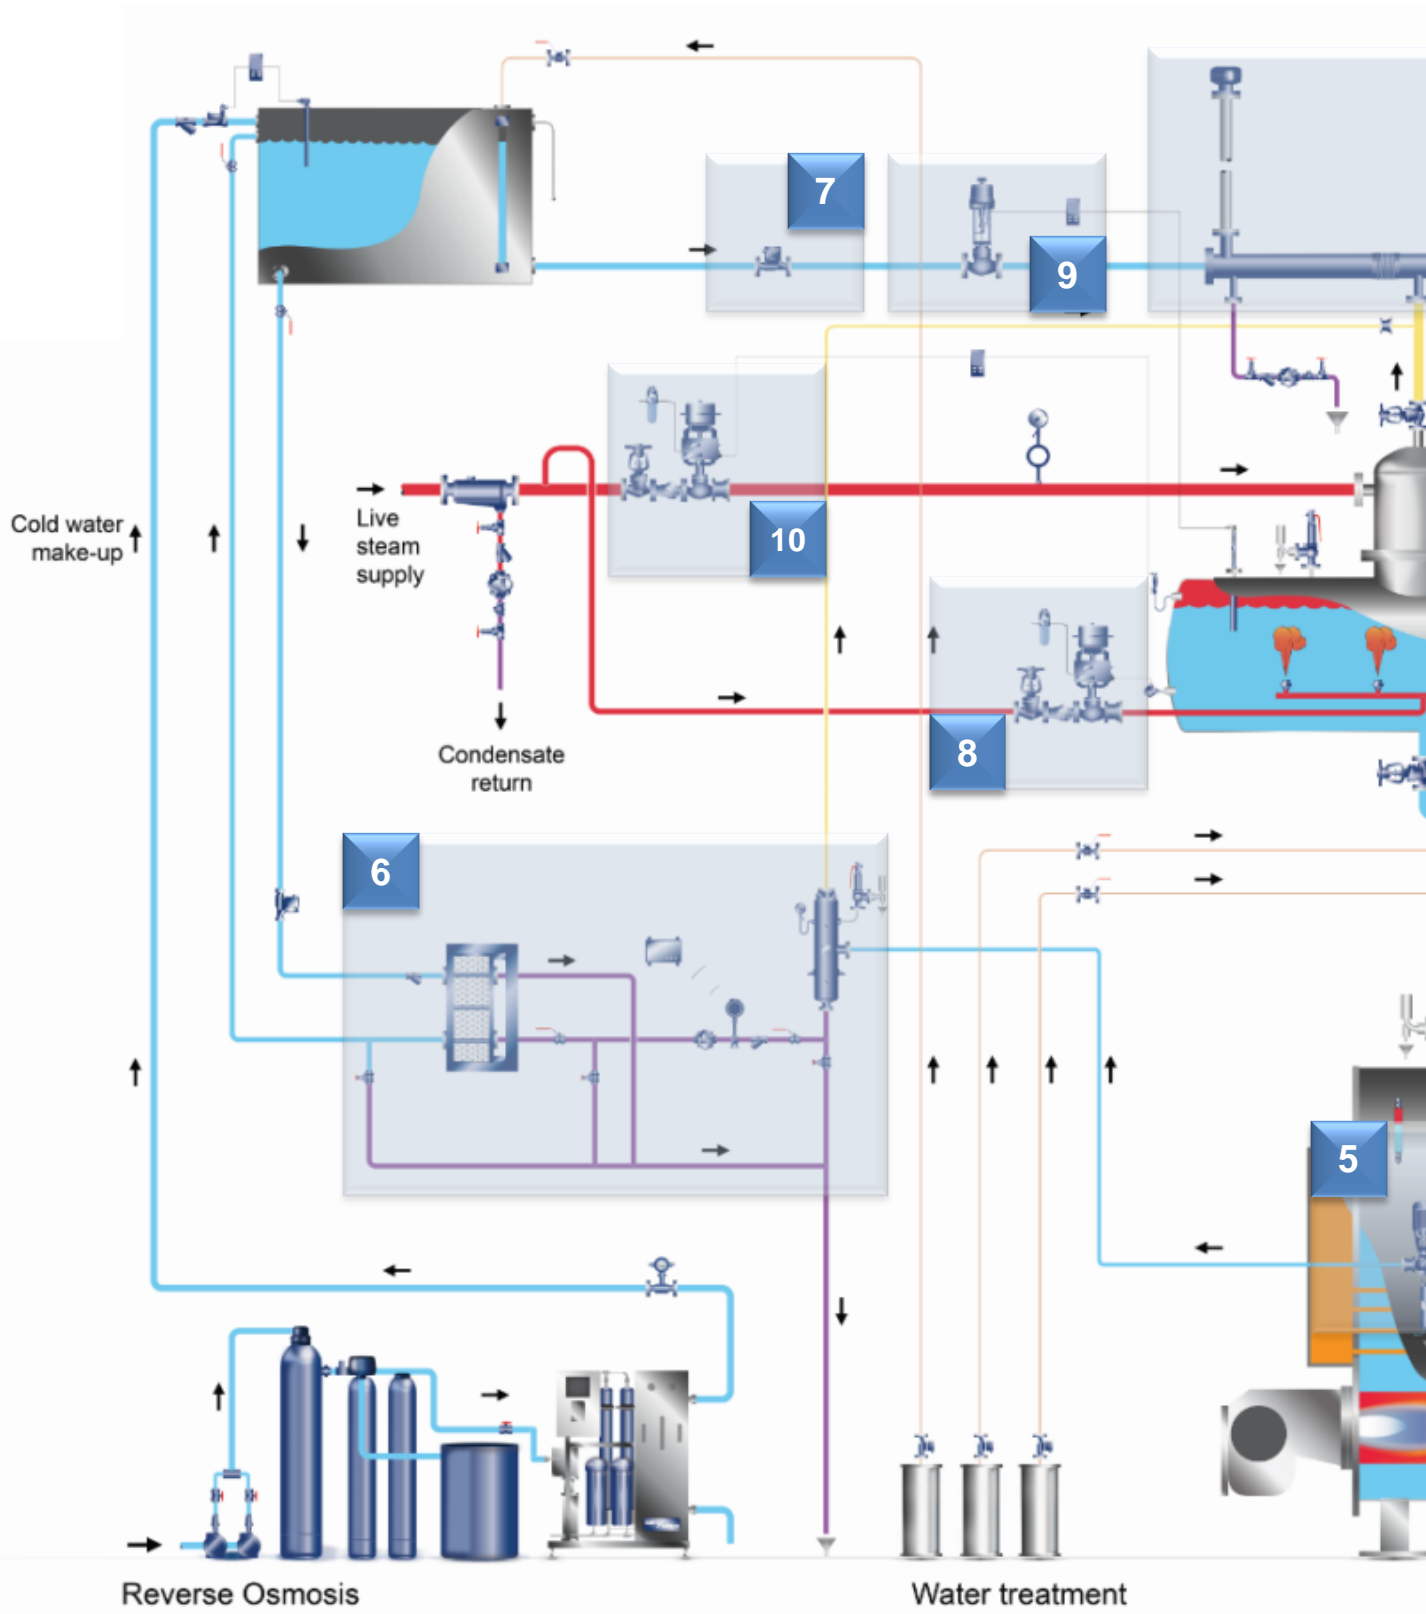 7
9
Cold water
make-up
Live
steam
supply
10
Condensate
return
8
6
5
Reverse Osmosis
Water treatment